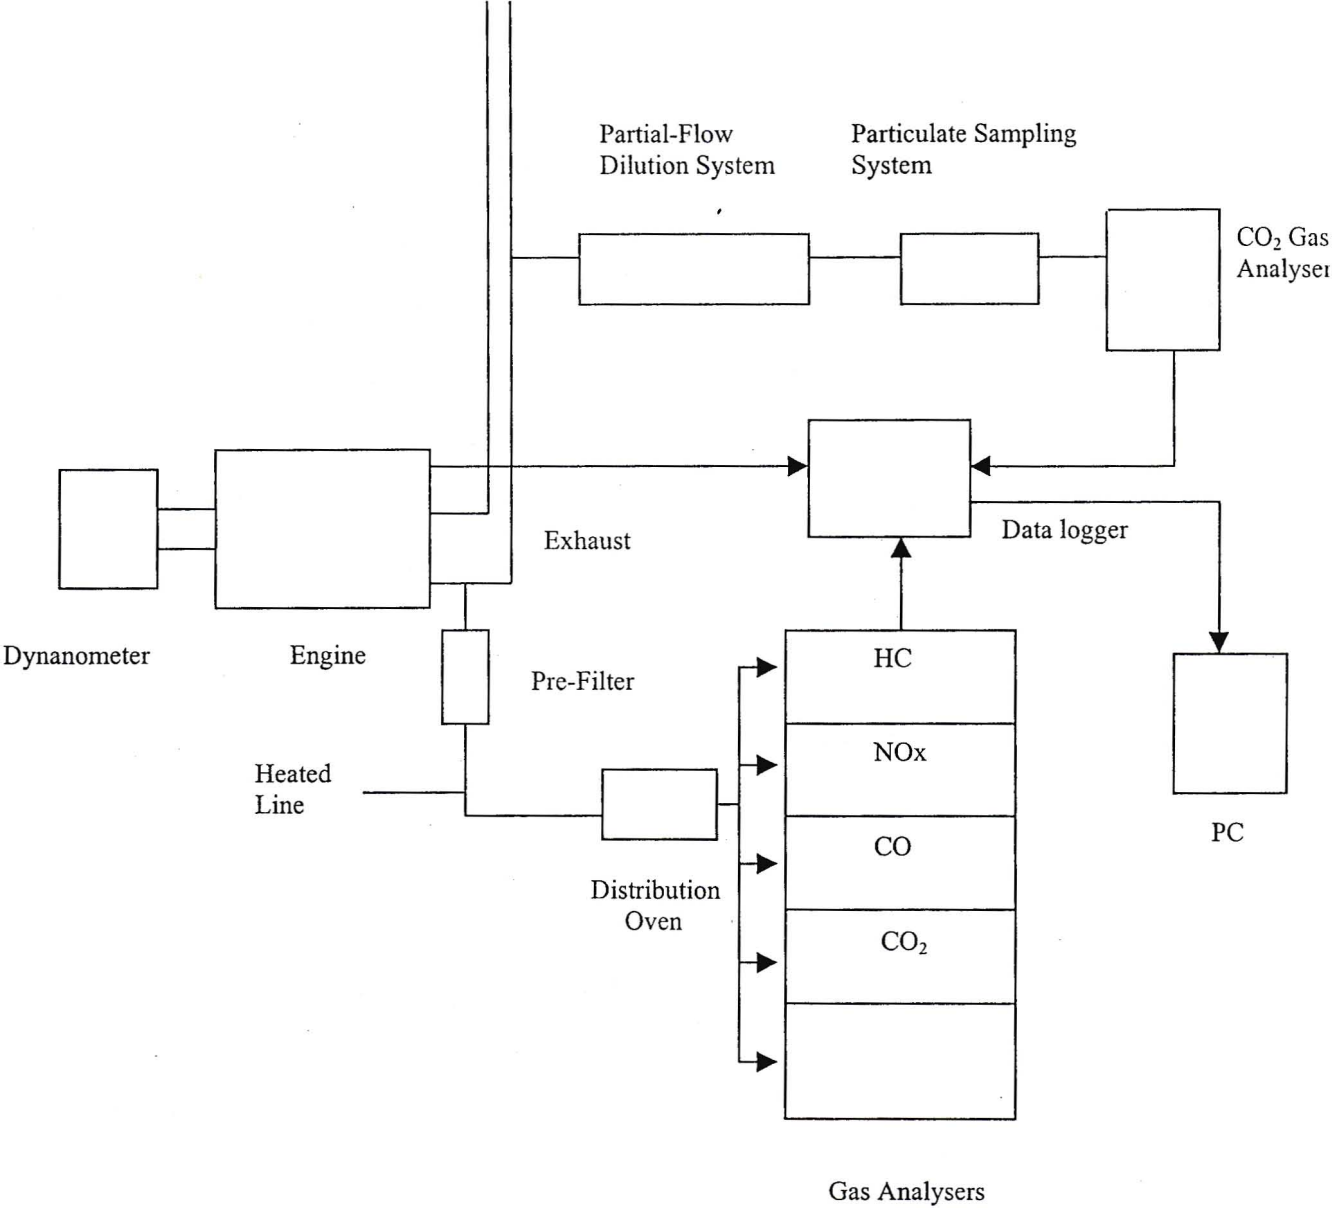 Partial-Flow
Dilution System
Particulate Sampling
System
CO₂ Gas
Analyser
Exhaust
Data logger
Dynanometer
Engine
Pre-Filter
HC
NOx
CO
CO₂
Heated
Line
Distribution
Oven
PC
Gas Analysers